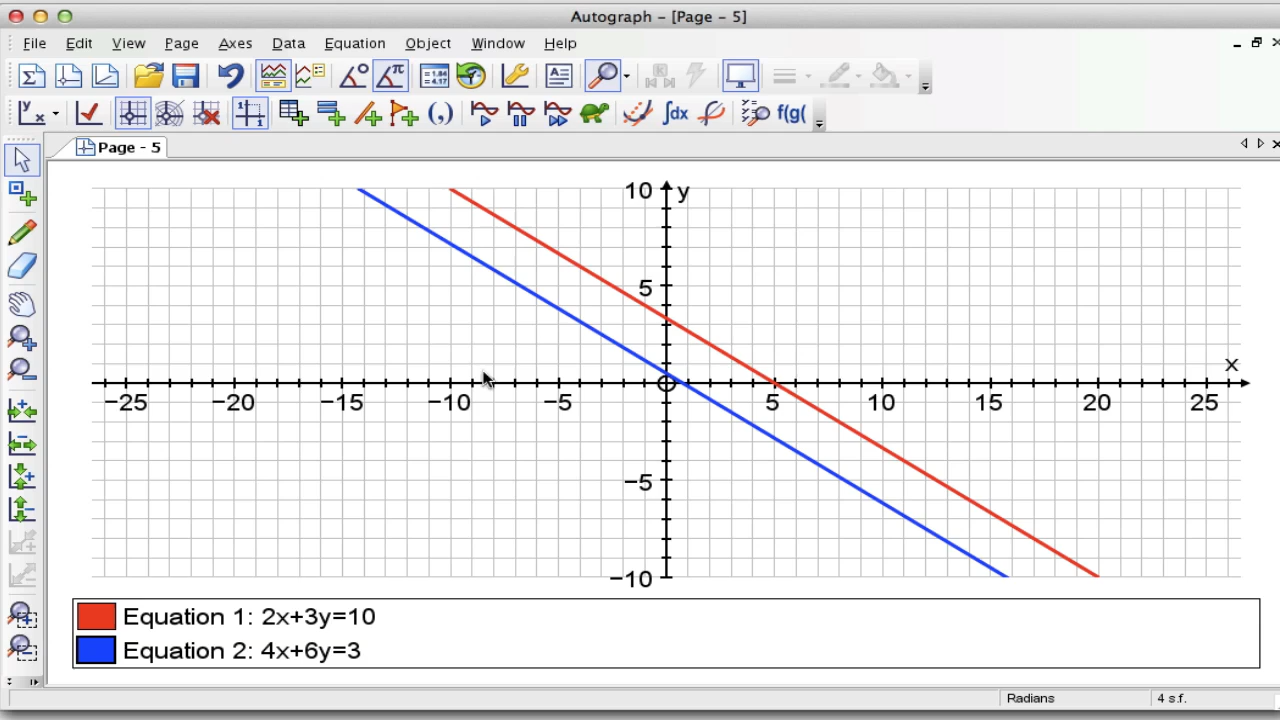 Autograph - [Page - 5]
File Edit View Page Axes Data Equation Object Window Help
Page - 5
10 y
5
x
−25 −20 −15 −10 −5 5 10 15 20 25
−5
−10
Equation 1: 2x+3y=10
Equation 2: 4x+6y=3
Radians 4 s.f.